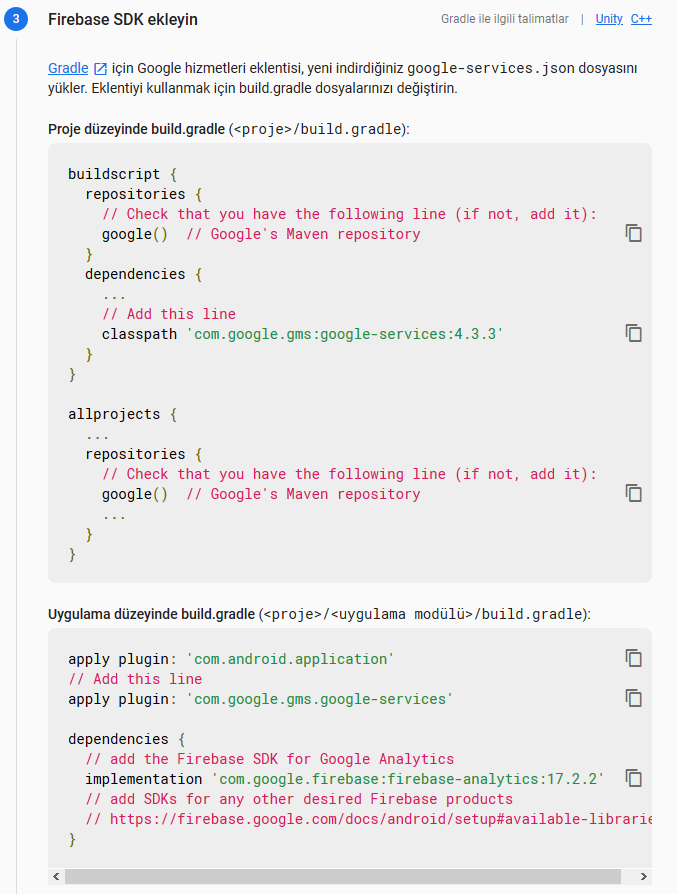 3 Firebase SDK ekleyin Gradle ile ilgili talimatlar | Unity C++
Gradle için Google hizmetleri eklentisi, yeni indirdiğiniz google-services.json dosyasını
yükler. Eklentiyi kullanmak için build.gradle dosyalarınızı değiştirin.
Proje düzeyinde build.gradle (<proje>/build.gradle):
buildscript {
  repositories {
    // Check that you have the following line (if not, add it):
    google()  // Google's Maven repository
  }
  dependencies {
    ...
    // Add this line
    classpath 'com.google.gms:google-services:4.3.3'
  }
}

allprojects {
  ...
  repositories {
    // Check that you have the following line (if not, add it):
    google()  // Google's Maven repository
    ...
  }
}
Uygulama düzeyinde build.gradle (<proje>/<uygulama modülü>/build.gradle):
apply plugin: 'com.android.application'
// Add this line
apply plugin: 'com.google.gms.google-services'

dependencies {
  // add the Firebase SDK for Google Analytics
  implementation 'com.google.firebase:firebase-analytics:17.2.2'
  // add SDKs for any other desired Firebase products
  // https://firebase.google.com/docs/android/setup#available-librarie
}